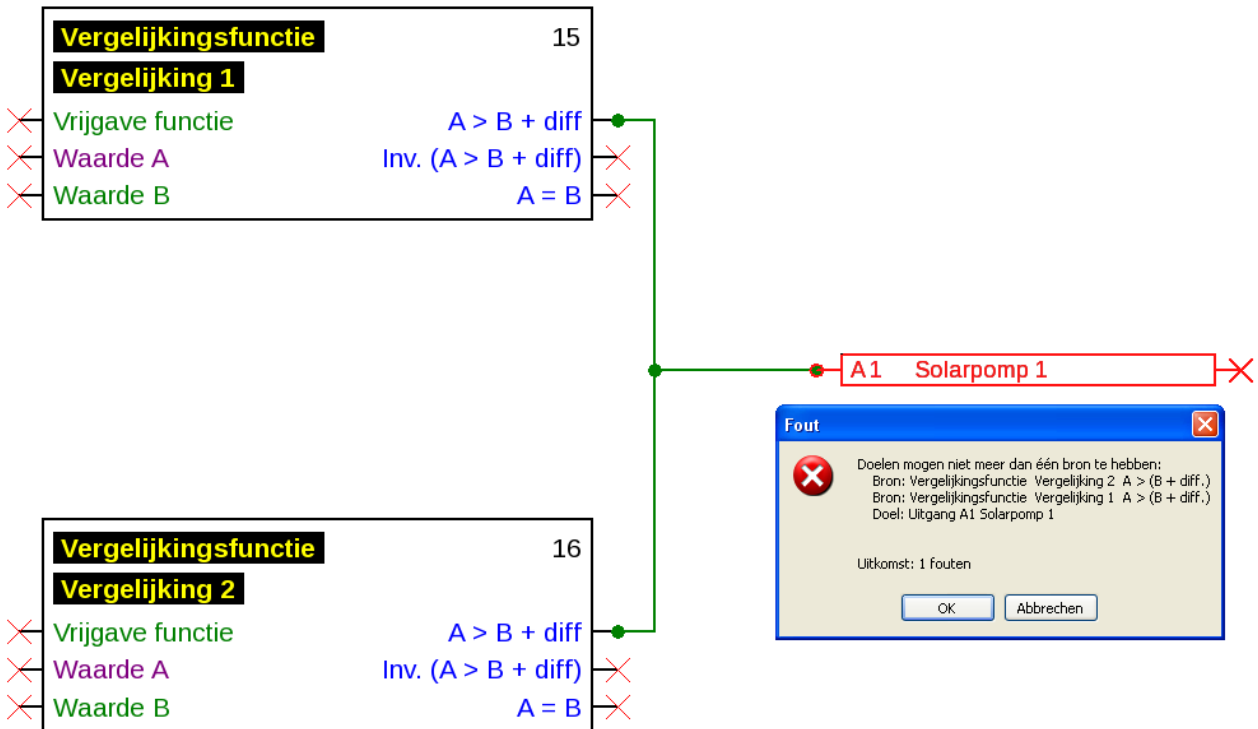 Vergelijkingsfunctie 15
Vergelijking 1
Vrijgave functie A > B + diff
Waarde A Inv. (A > B + diff)
Waarde B A = B
A1 Solarpomp 1
Fout
Doelen mogen niet meer dan één bron te hebben:
Bron: Vergelijkingsfunctie Vergelijking 2 A > (B + diff.)
Bron: Vergelijkingsfunctie Vergelijking 1 A > (B + diff.)
Doel: Uitgang A1 Solarpomp 1
Uitkomst: 1 fouten
OK Abbrechen
Vergelijkingsfunctie 16
Vergelijking 2
Vrijgave functie A > B + diff
Waarde A Inv. (A > B + diff)
Waarde B A = B